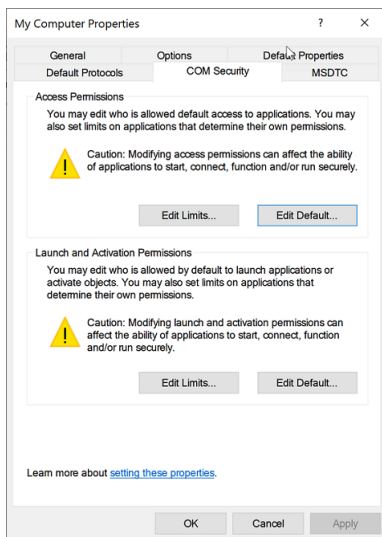 My Computer Properties
?
×
General
Options
Default Properties
Default Protocols
COM Security
MSDTC
Access Permissions
You may edit who is allowed default access to applications. You may
also set limits on applications that determine their own permissions.
Caution: Modifying access permissions can affect the ability
of applications to start, connect, function and/or run securely.
Edit Limits...
Edit Default...
Launch and Activation Permissions
You may edit who is allowed by default to launch applications or
activate objects. You may also set limits on applications that
determine their own permissions.
Caution: Modifying launch and activation permissions can
affect the ability of applications to start, connect, function
and/or run securely.
Edit Limits...
Edit Default...
Learn more about setting these properties.
OK
Cancel
Apply